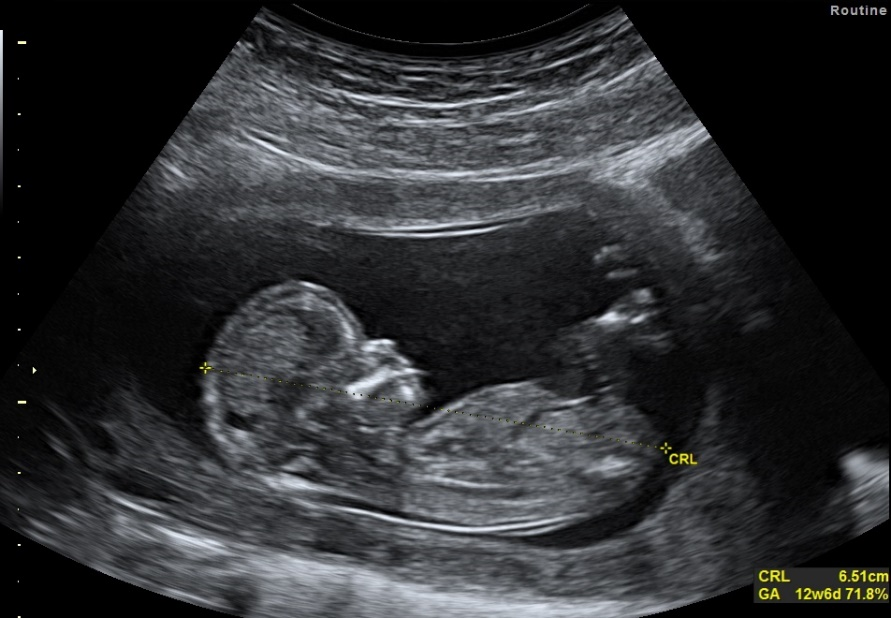 Routine
CRL
CRL 6.51cm
GA 12w6d 71.8%